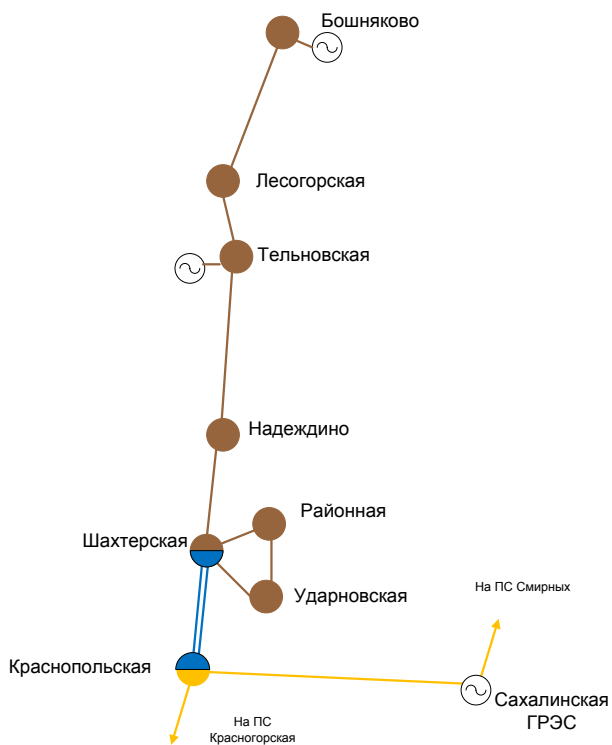 Бошняково
Лесогорская
Тельновская
Надеждино
Районная
Шахтерская
Ударновская
На ПС Смирных
Краснопольская
Сахалинская
ГРЭС
На ПС
Красногорская